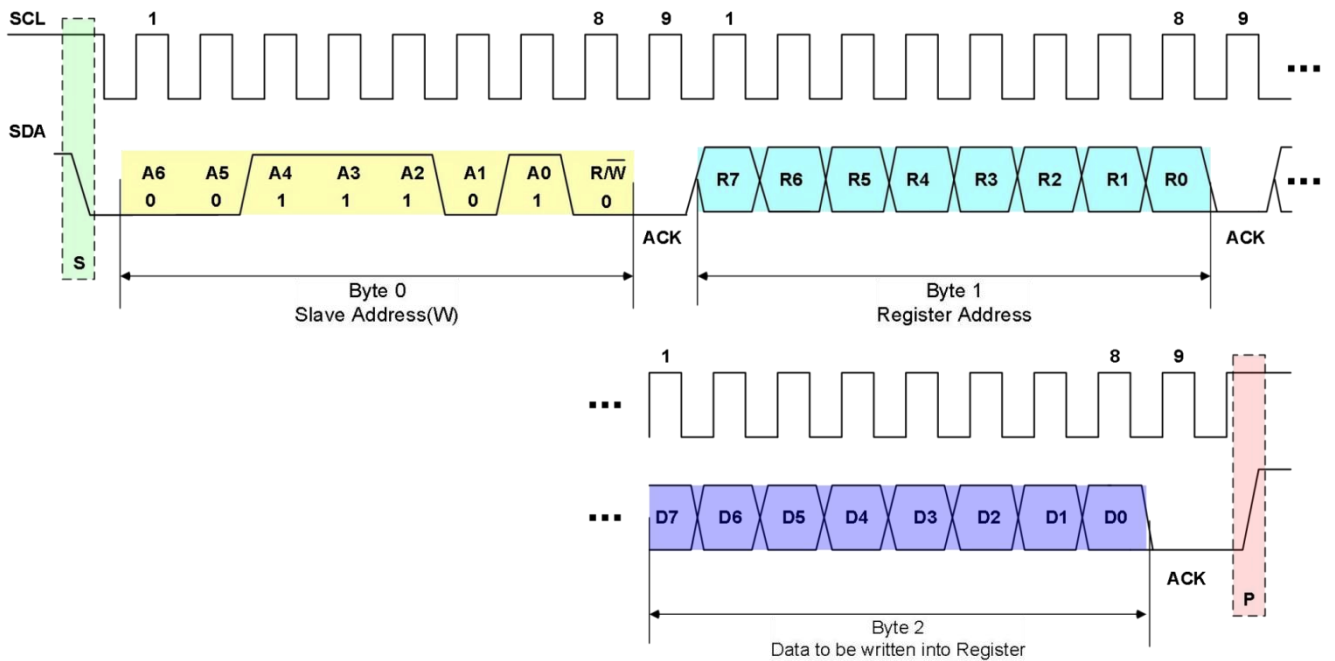 SCL 1 8 9 1 8 9
...
SDA
A6 A5 A4 A3 A2 A1 A0 R/W̅ R7 R6 R5 R4 R3 R2 R1 R0 ...
0 0 1 1 1 0 1 0
ACK ACK
S
Byte 0 Byte 1
Slave Address(W) Register Address
1 8 9
...
... D7 D6 D5 D4 D3 D2 D1 D0
ACK
P
Byte 2
Data to be written into Register